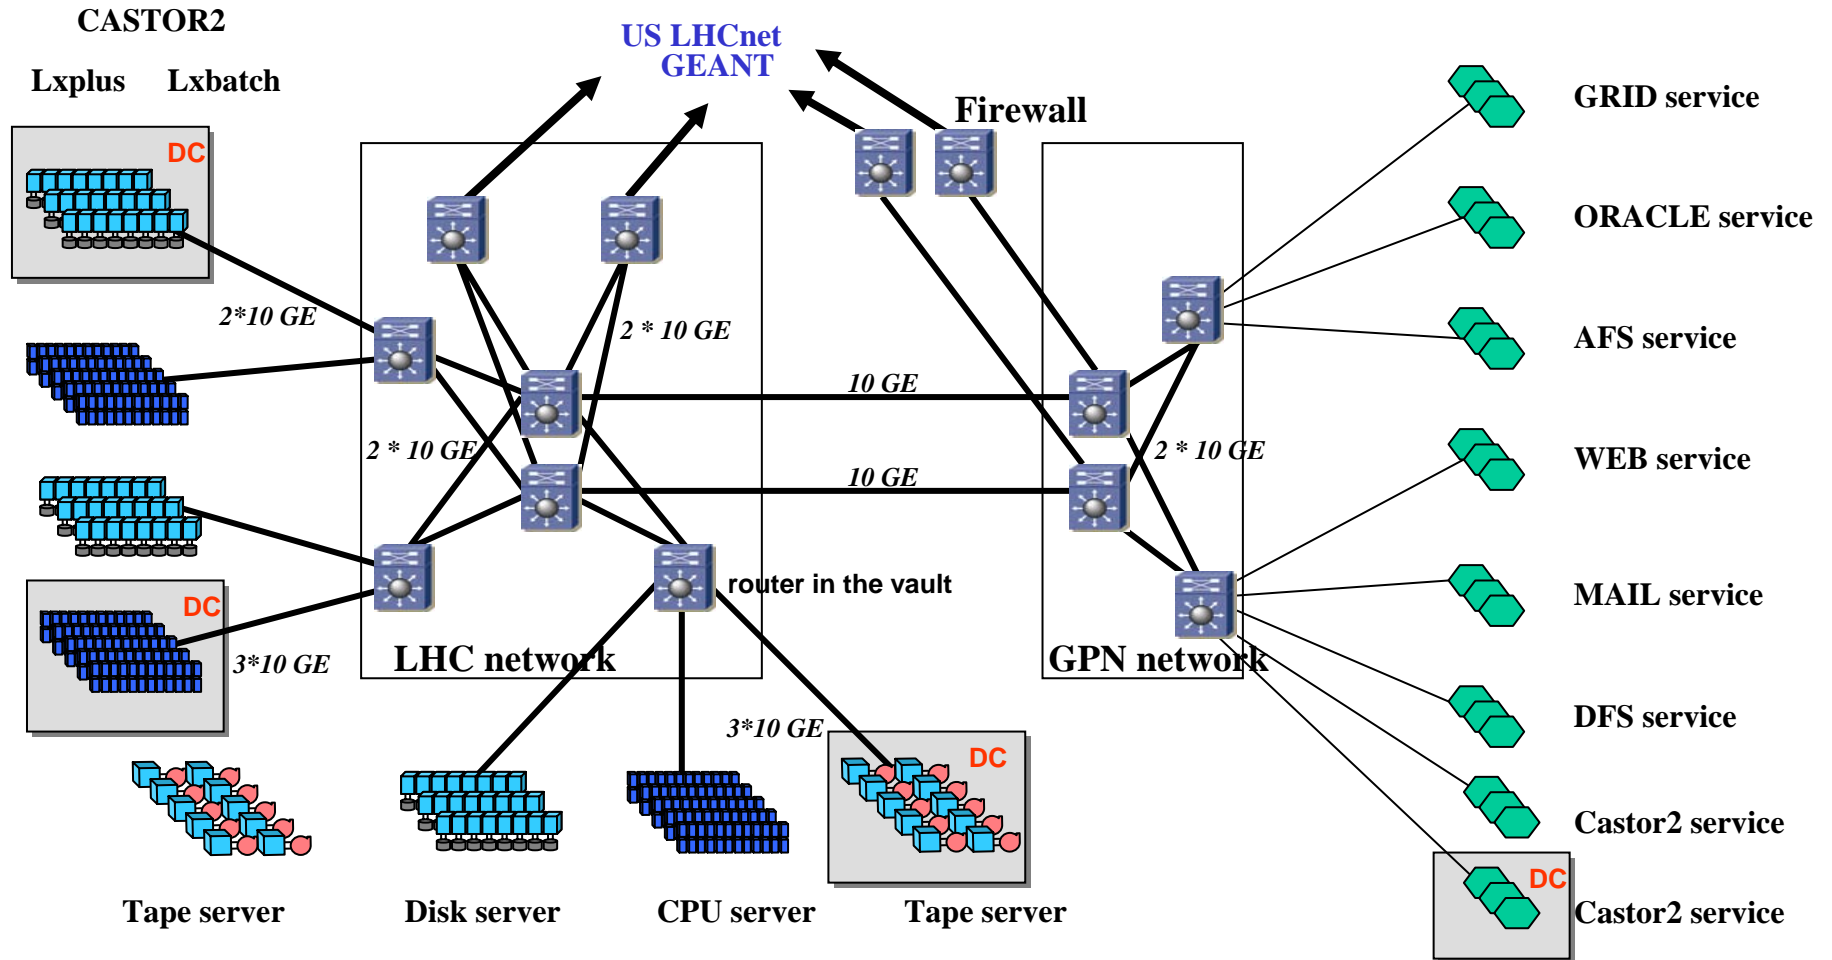 CASTOR2
US LHCnet
GEANT
Lxplus Lxbatch
Firewall
GRID service
DC
ORACLE service
2*10 GE
2 * 10 GE
AFS service
10 GE
2 * 10 GE
2 * 10 GE
WEB service
10 GE
router in the vault
MAIL service
DC
LHC network
GPN network
3*10 GE
3*10 GE
DFS service
DC
Castor2 service
DC
Tape server
Disk server
CPU server
Tape server
Castor2 service